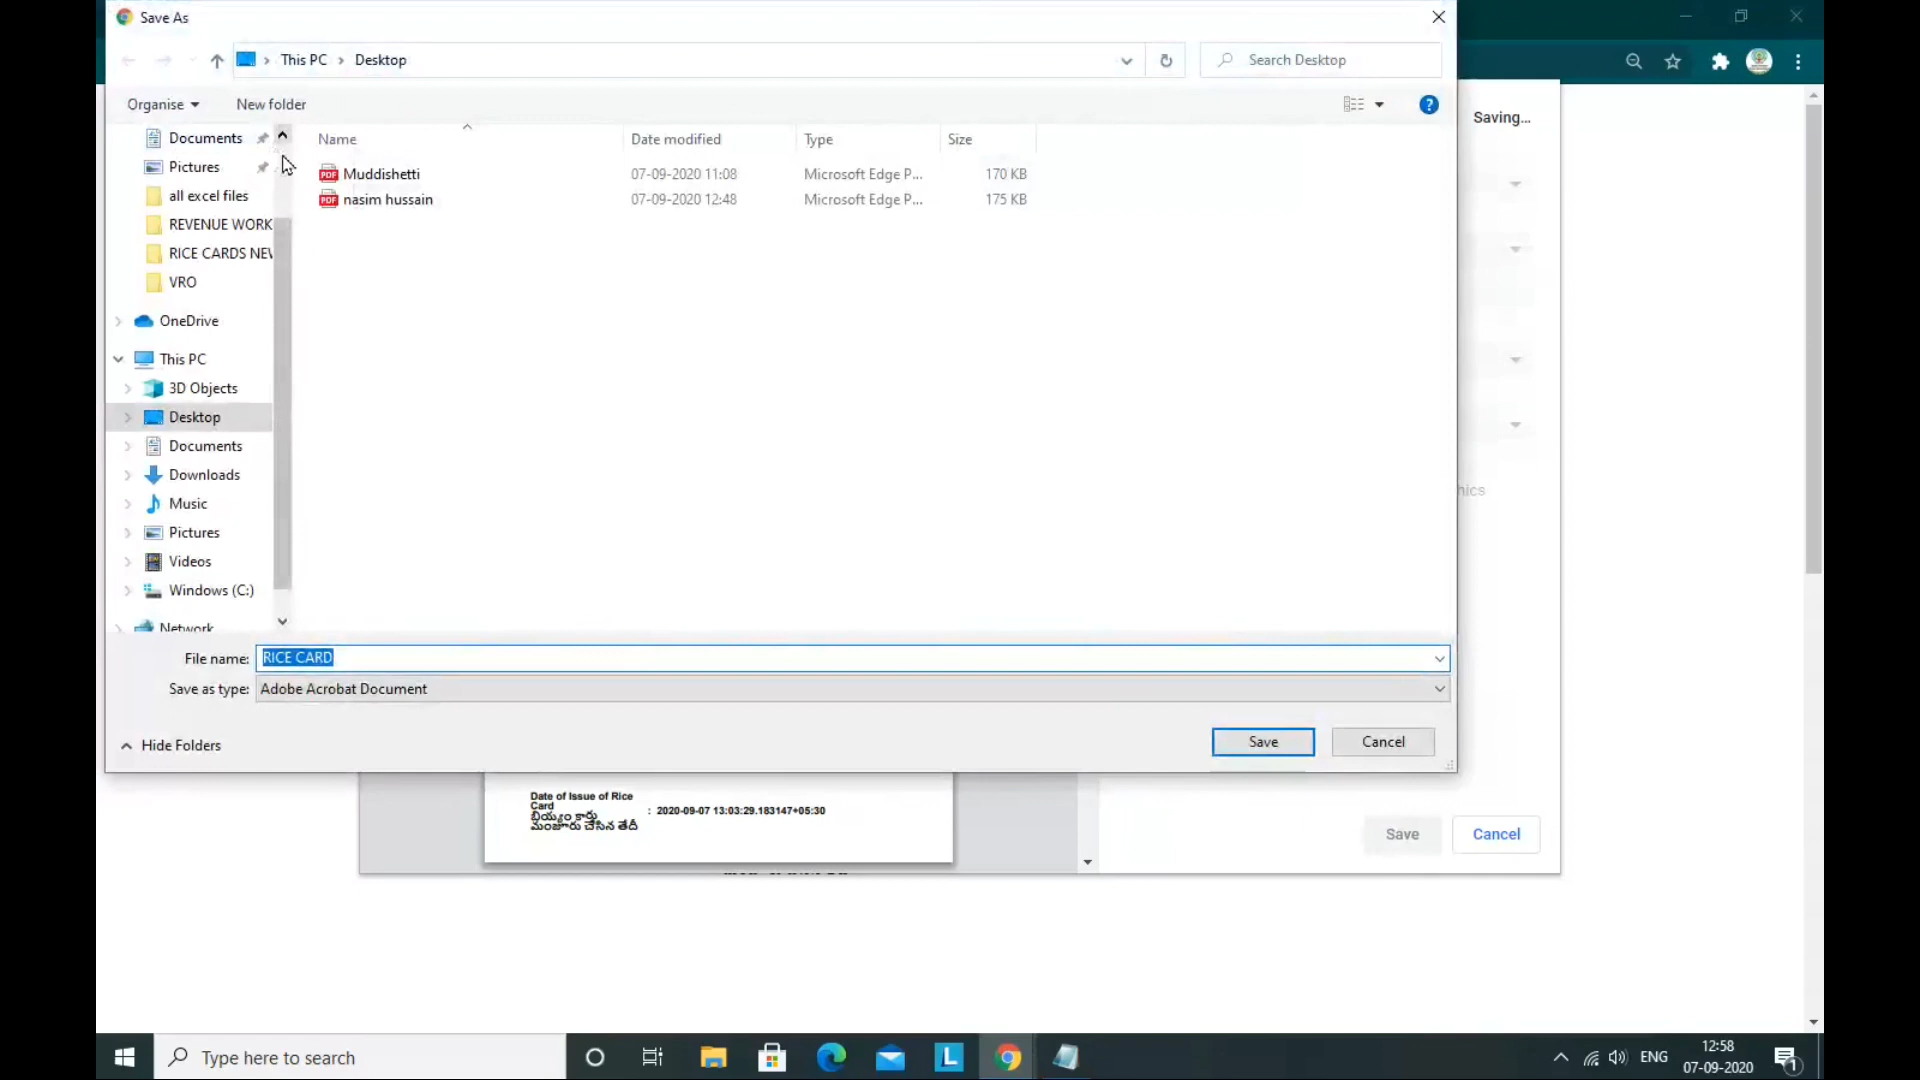 Save As
This PC > Desktop
Search Desktop
Organise
New folder
Saving...
Name
Date modified
Type
Size
Documents
Pictures
all excel files
REVENUE WORK
RICE CARDS NEW
VRO
OneDrive
This PC
3D Objects
Desktop
Documents
Downloads
Music
Pictures
Videos
Windows (C:)
Network
Muddishetti 07-09-2020 11:08 Microsoft Edge P... 170 KB
nasim hussain 07-09-2020 12:48 Microsoft Edge P... 175 KB
hics
File name: RICE CARD
Save as type: Adobe Acrobat Document
Hide Folders
Save
Cancel
Date of Issue of Rice
Card
: 2020-09-07 13:03:29.183147+05:30
బియ్యం కార్డు
మంజూరు చేసిన తేదీ
Save
Cancel
Type here to search
ENG
12:58
07-09-2020
1